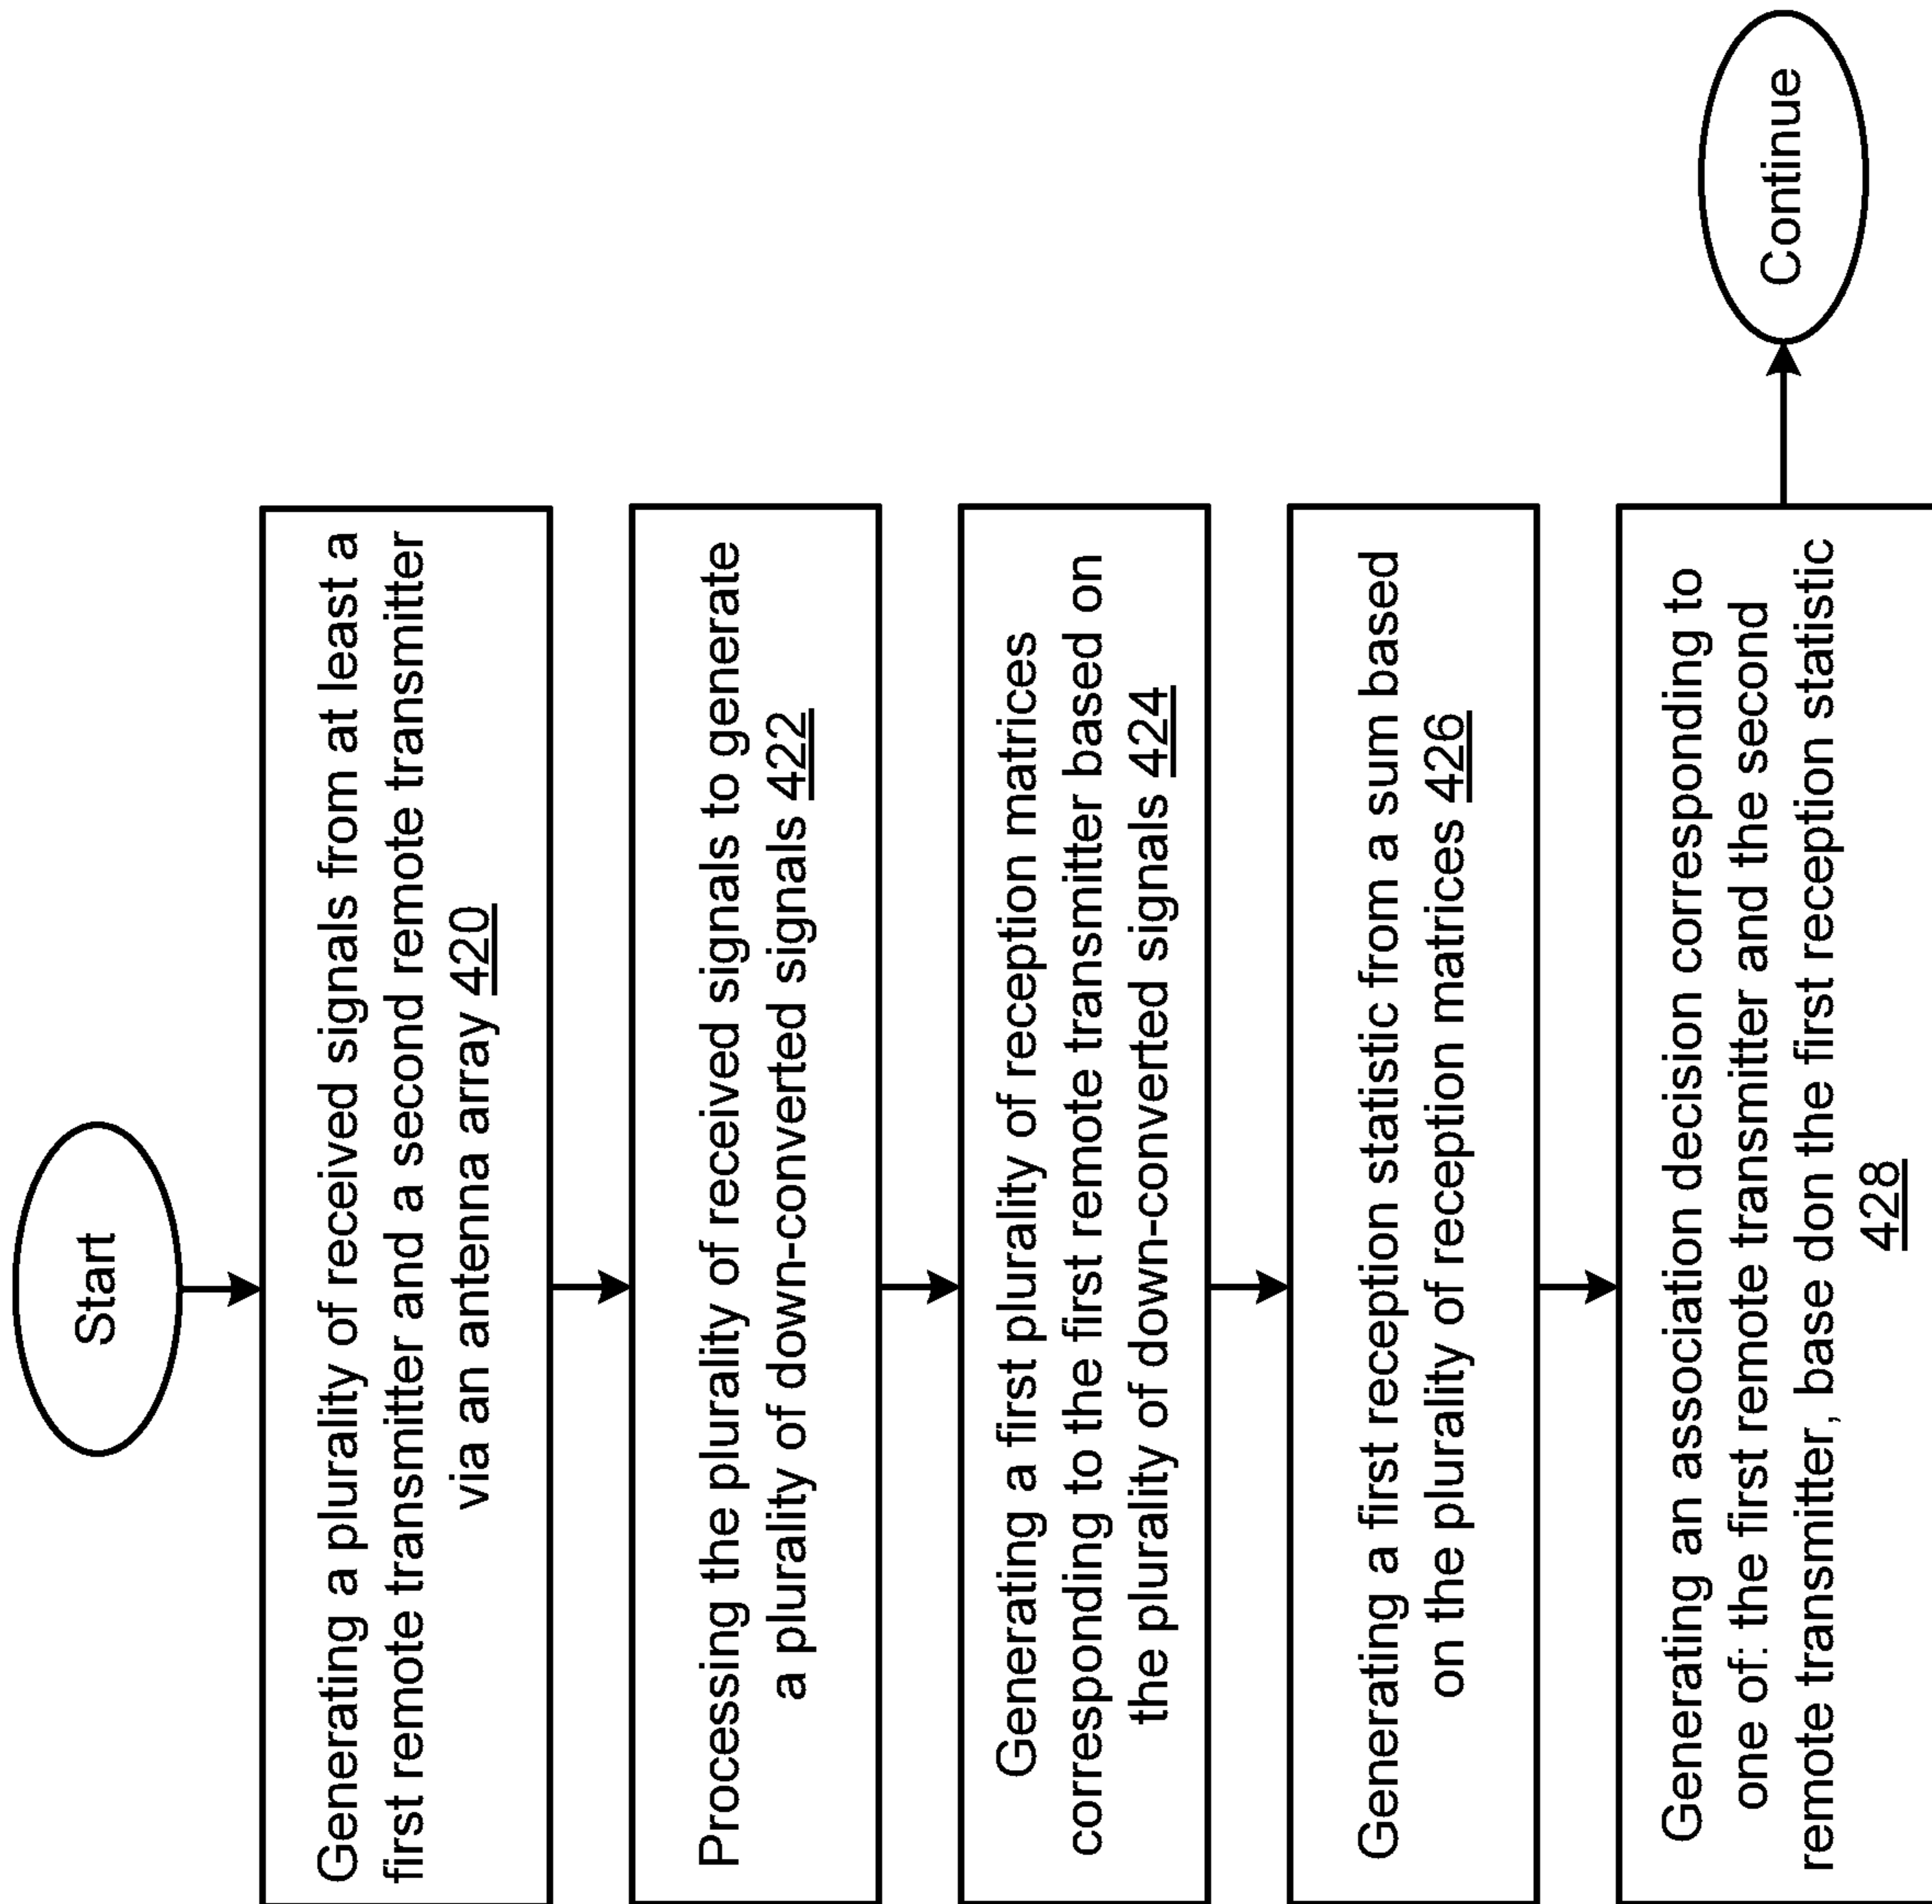 Start
Generating a plurality of received signals from at least a
first remote transmitter and a second remote transmitter
via an antenna array 420
Processing the plurality of received signals to generate
a plurality of down-converted signals 422
Generating a first plurality of reception matrices
corresponding to the first remote transmitter based on
the plurality of down-converted signals 424
Generating a first reception statistic from a sum based
on the plurality of reception matrices 426
Generating an association decision corresponding to
one of: the first remote transmitter and the second
remote transmitter, base don the first reception statistic
428
Continue